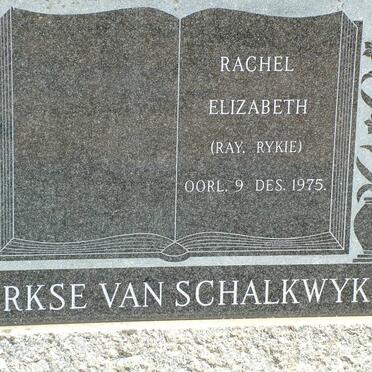 RACHEL
ELIZABETH
(RAY, RYKIE)
OORL. 9 DES. 1975.
RKSE VAN SCHALKWYK